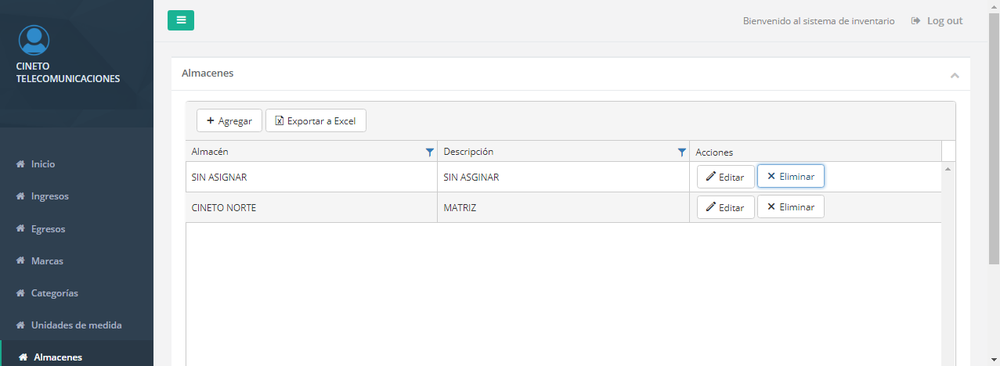 CINETO
TELECOMUNICACIONES
Inicio
Ingresos
Egresos
Marcas
Categorías
Unidades de medida
Almacenes
Bienvenido al sistema de inventario
Log out
Almacenes
Agregar
Exportar a Excel
Almacén Descripción Acciones
SIN ASIGNAR SIN ASGINAR Editar Eliminar
CINETO NORTE MATRIZ Editar Eliminar